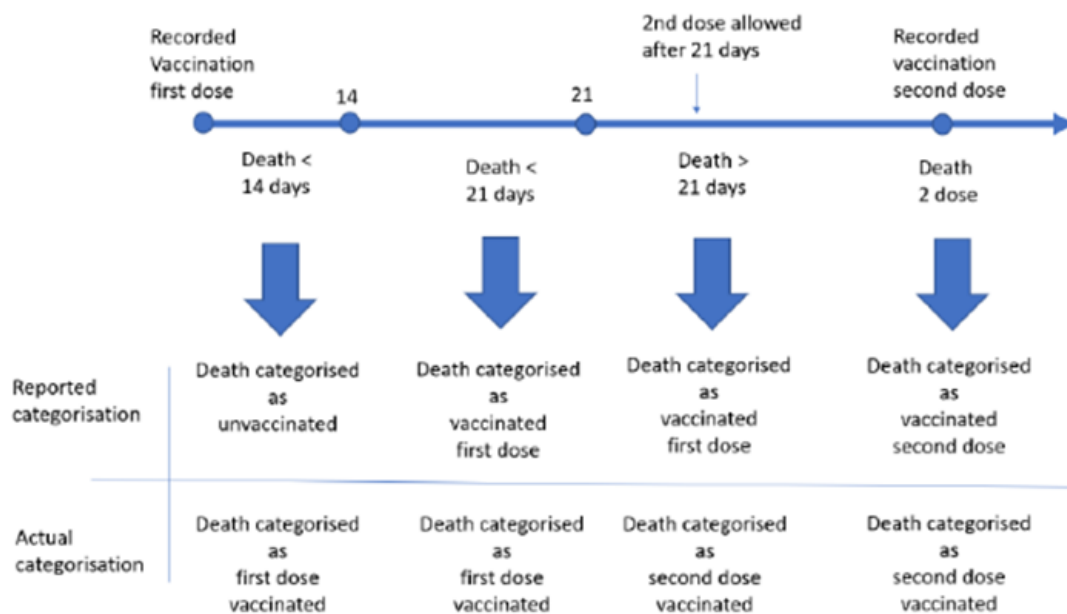 Recorded
Vaccination
first dose
14
21
2nd dose allowed
after 21 days
Recorded
vaccination
second dose
Death <
14 days
Death <
21 days
Death >
21 days
Death
2 dose
Reported
categorisation
Death categorised
as
unvaccinated
Death categorised
as
vaccinated
first dose
Death categorised
as
vaccinated
first dose
Death categorised
as
vaccinated
second dose
Actual
categorisation
Death categorised
as
first dose
vaccinated
Death categorised
as
first dose
vaccinated
Death categorised
as
second dose
vaccinated
Death categorised
as
second dose
vaccinated